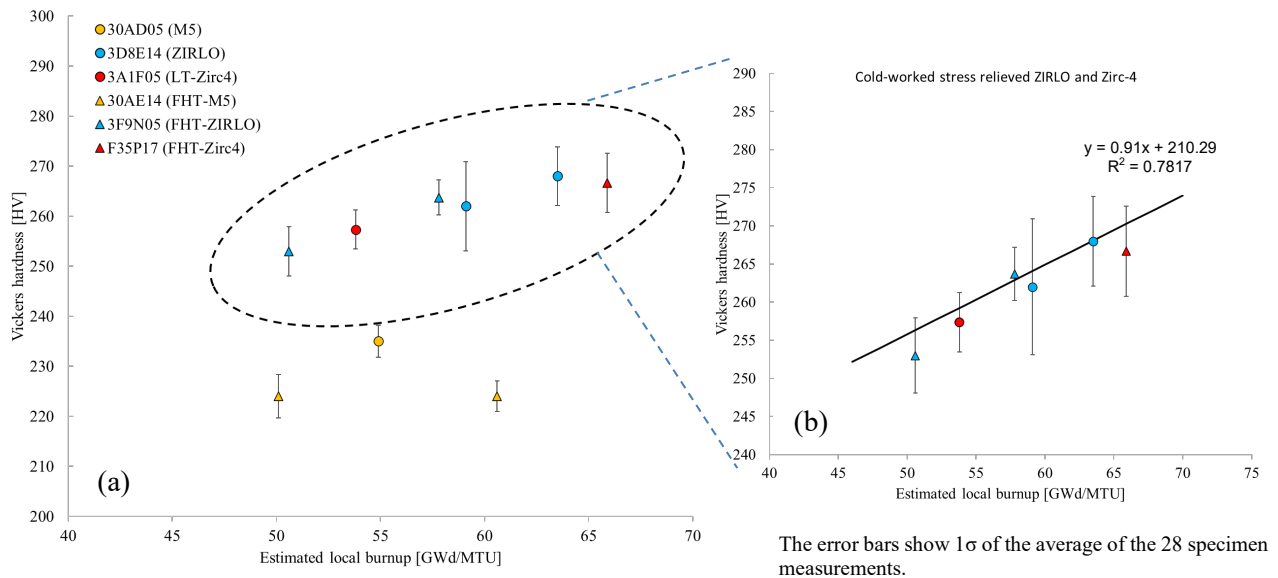 300
290
280
270
260
250
240
230
220
210
200
40
45
50
55
60
65
70
Vickers hardness [HV]
Estimated local burnup [GWd/MTU]
30AD05 (M5)
3D8E14 (ZIRLO)
3A1F05 (LT-Zirc4)
30AE14 (FHT-M5)
3F9N05 (FHT-ZIRLO)
F35P17 (FHT-Zirc4)
(a)
Cold-worked stress relieved ZIRLO and Zirc-4
y = 0.91x + 210.29
R² = 0.7817
290
285
280
275
270
265
260
255
250
245
240
40
45
50
55
60
65
70
75
Vickers hardness [HV]
Estimated local burnup [GWd/MTU]
(b)
The error bars show 1σ of the average of the 28 specimen
measurements.